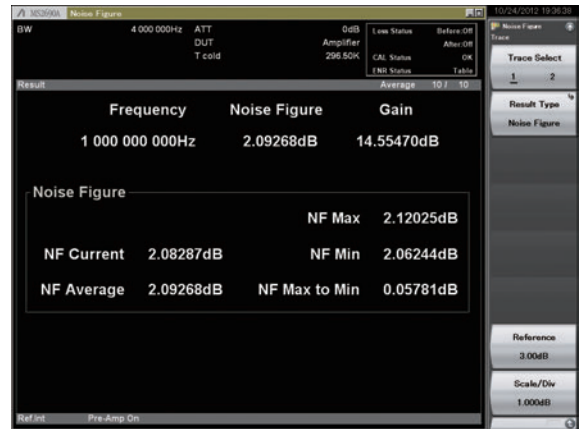 MS2690A Noise Figure
10/24/2012 19:36:39
BW 4 000 000Hz ATT 0dB Loss Status Before:Off
DUT Amplifier After:Off
T cold 296.50K CAL Status OK
ENR Status Table
Result Average 10 / 10
Frequency Noise Figure Gain
1 000 000 000Hz 2.09268dB 14.55470dB
Noise Figure
NF Max 2.12025dB
NF Current 2.08287dB NF Min 2.06244dB
NF Average 2.09268dB NF Max to Min 0.05781dB
Ref.Int Pre-Amp On
Noise Figure
Trace
Trace Select
1 2
Result Type
Noise Figure
Reference
3.00dB
Scale/Div
1.000dB